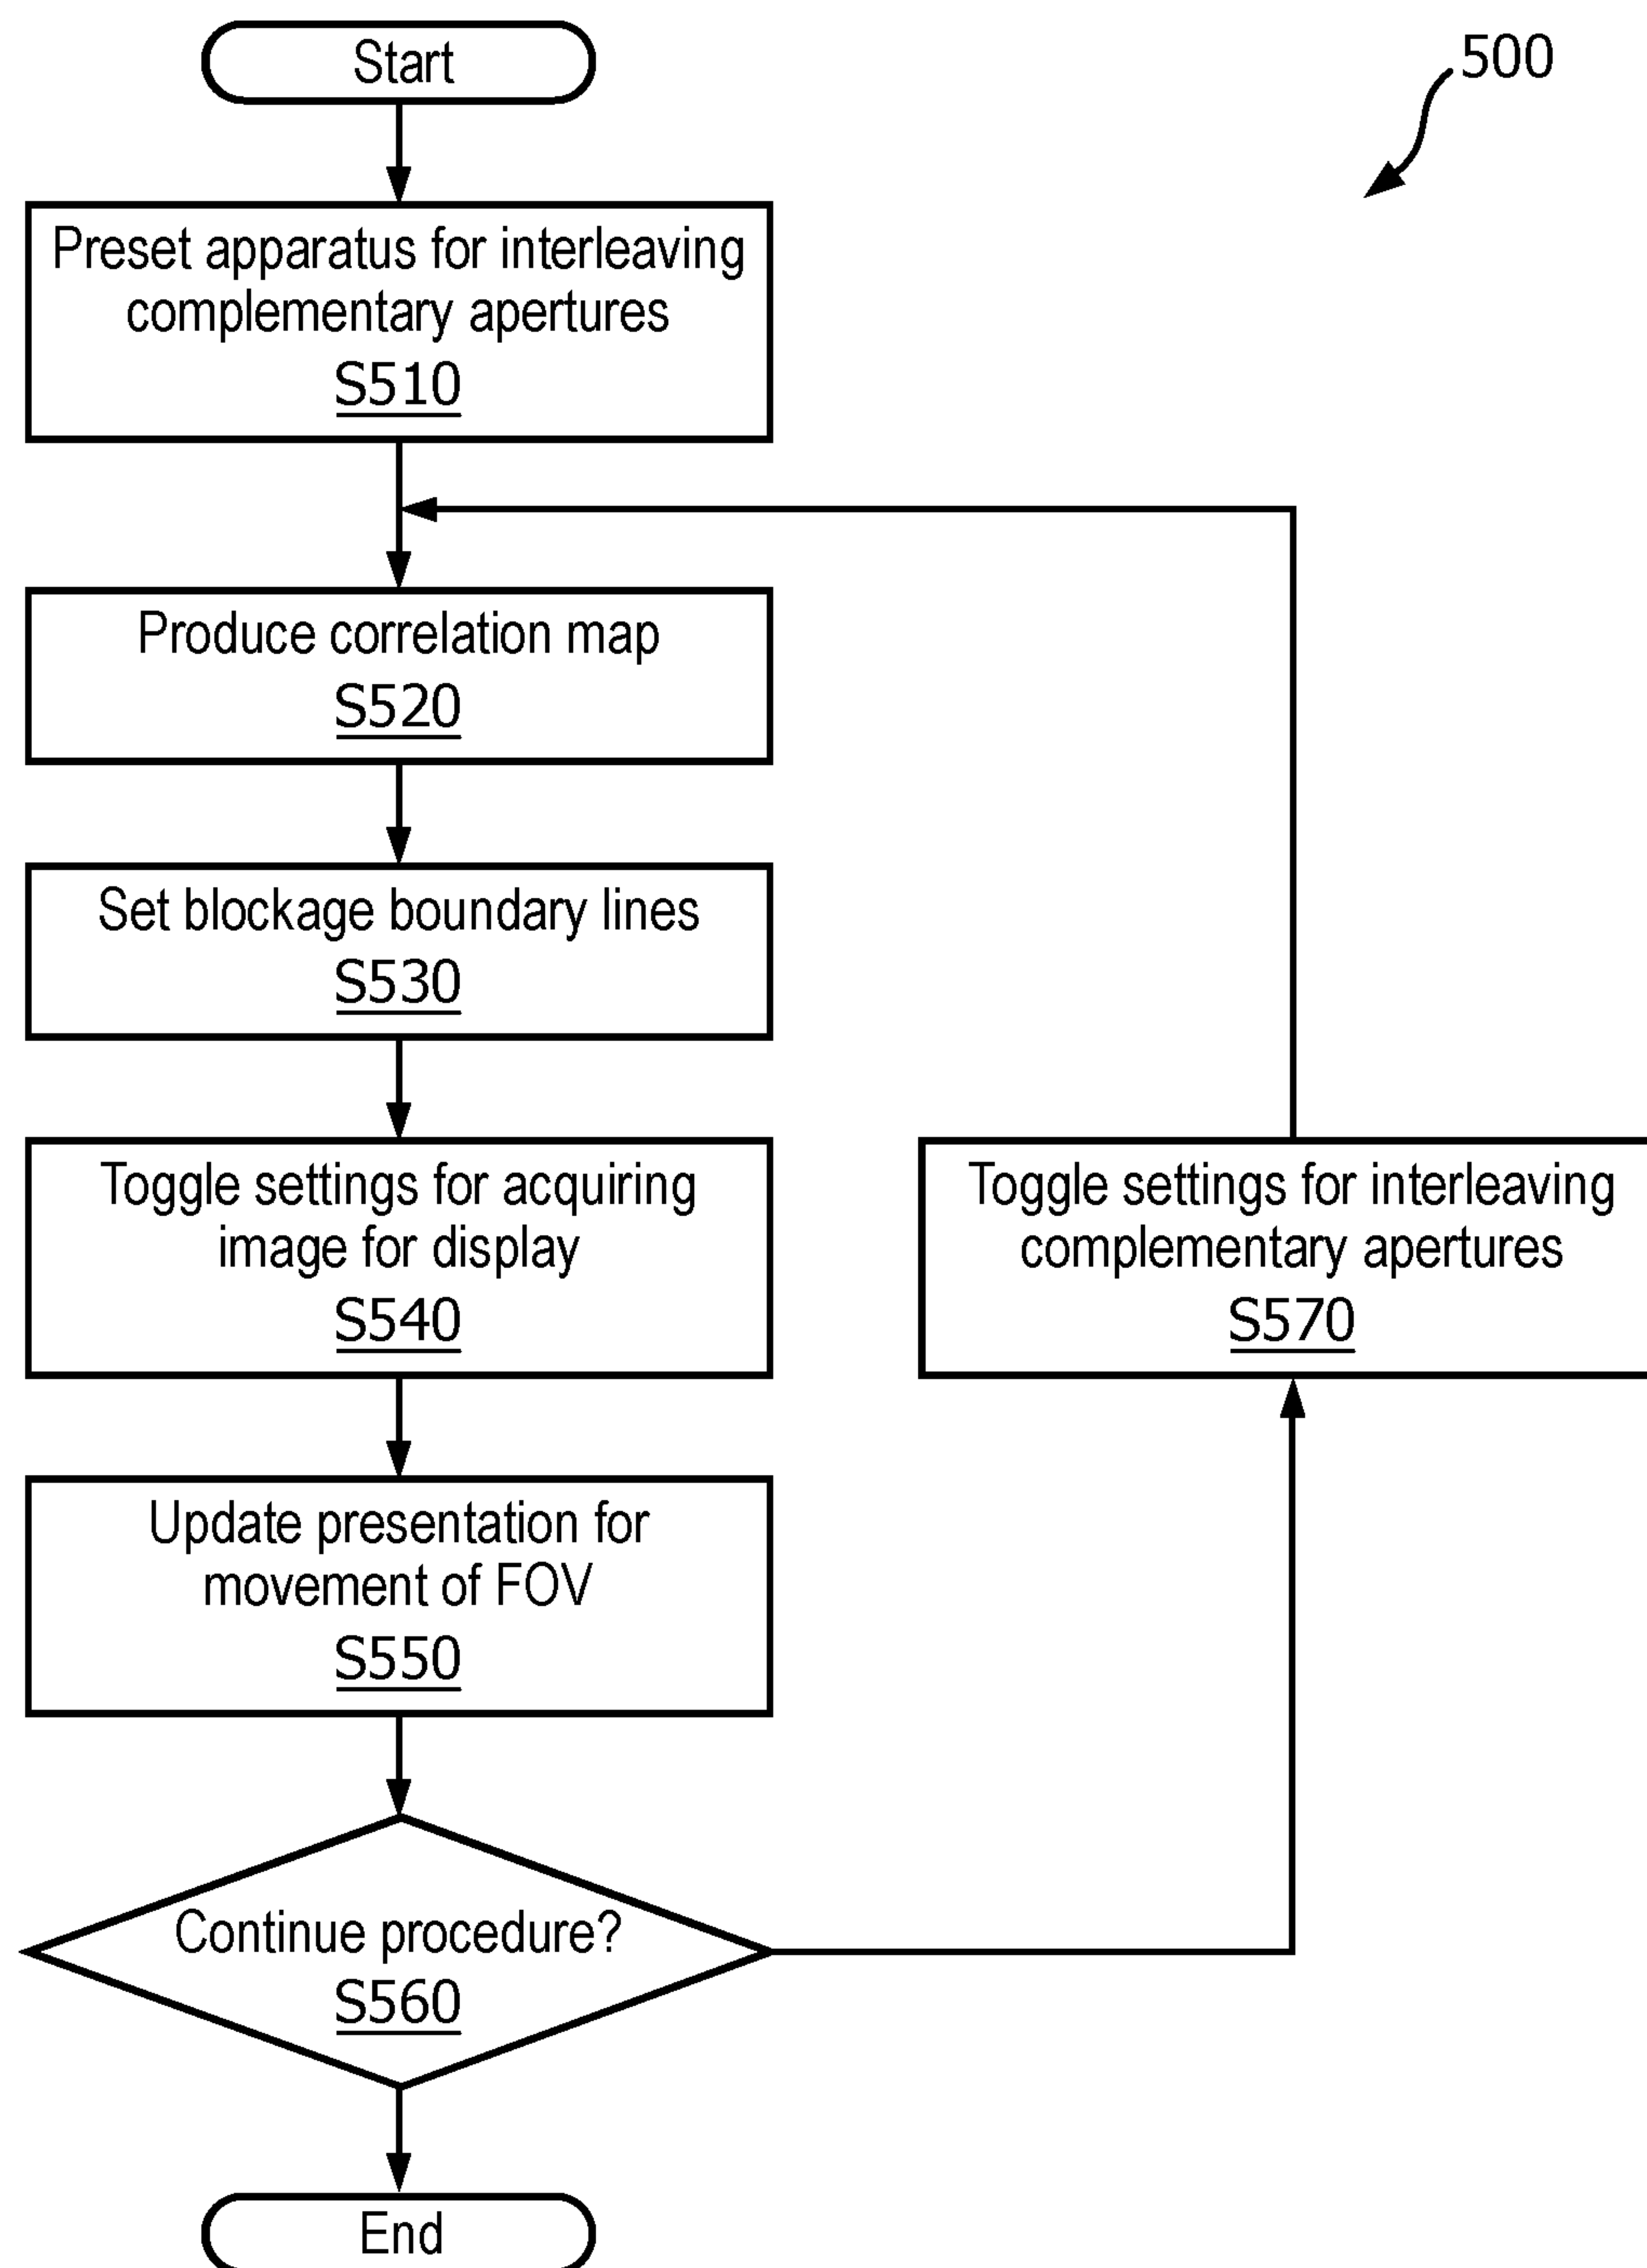 Start
500
Preset apparatus for interleaving
complementary apertures
S510
Produce correlation map
S520
Set blockage boundary lines
S530
Toggle settings for acquiring
image for display
S540
Toggle settings for interleaving
complementary apertures
S570
Update presentation for
movement of FOV
S550
Continue procedure?
S560
End